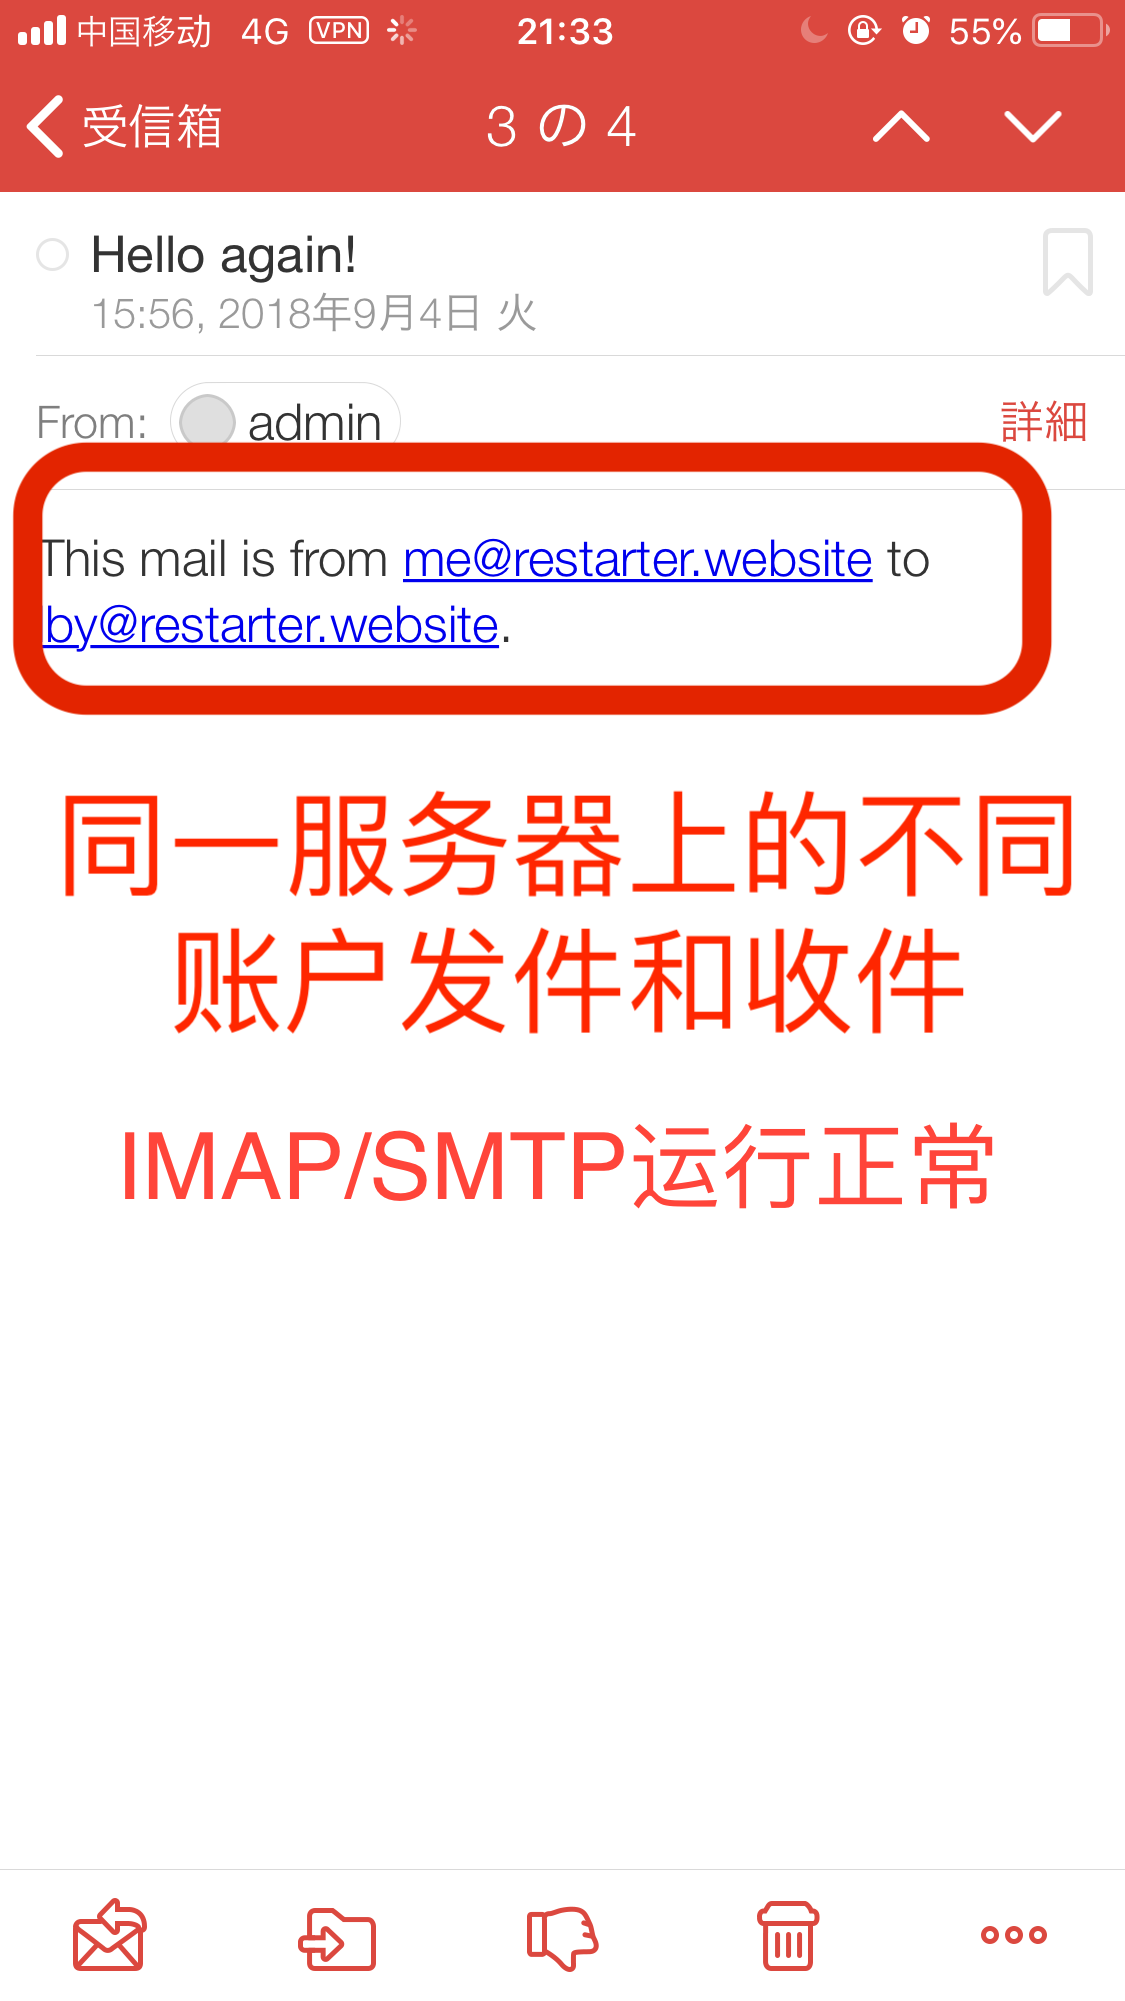 中国移动 4G VPN 21:33 55%
受信箱 3 の 4
Hello again!
15:56, 2018年9月4日 火
From: admin 詳細
This mail is from me@restarter.website to
by@restarter.website.
同一服务器上的不同
账户发件和收件
IMAP/SMTP运行正常